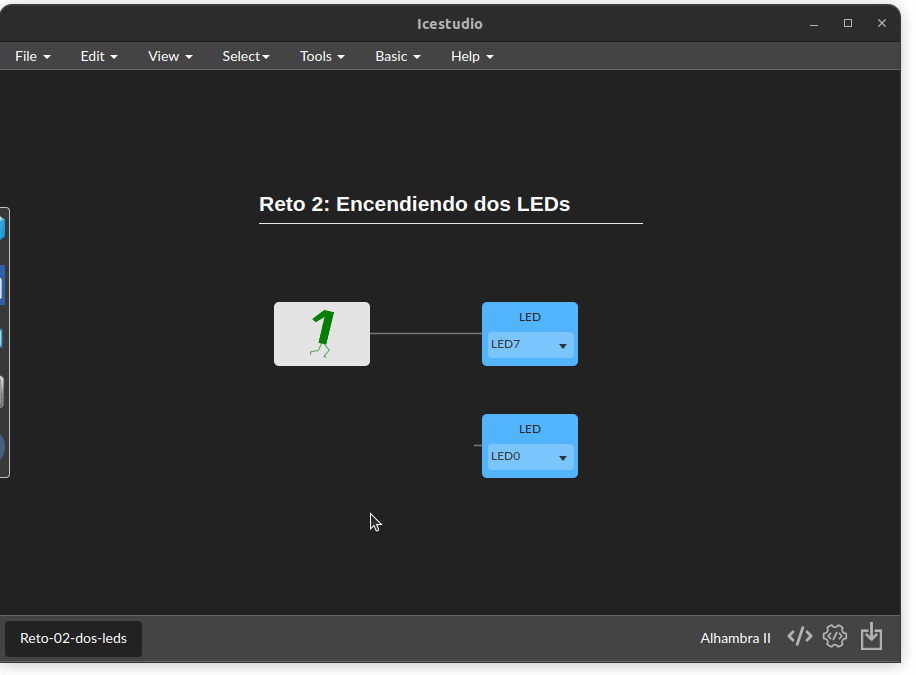 Icestudio
File Edit View Select Tools Basic Help
Reto 2: Encendiendo dos LEDs
1
LED
LED7
LED
LED0
Reto-02-dos-leds
Alhambra II </> </>